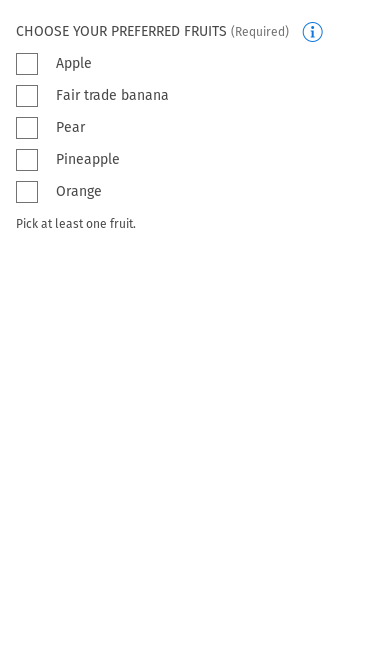 CHOOSE YOUR PREFERRED FRUITS (Required)
Apple
Fair trade banana
Pear
Pineapple
Orange
Pick at least one fruit.